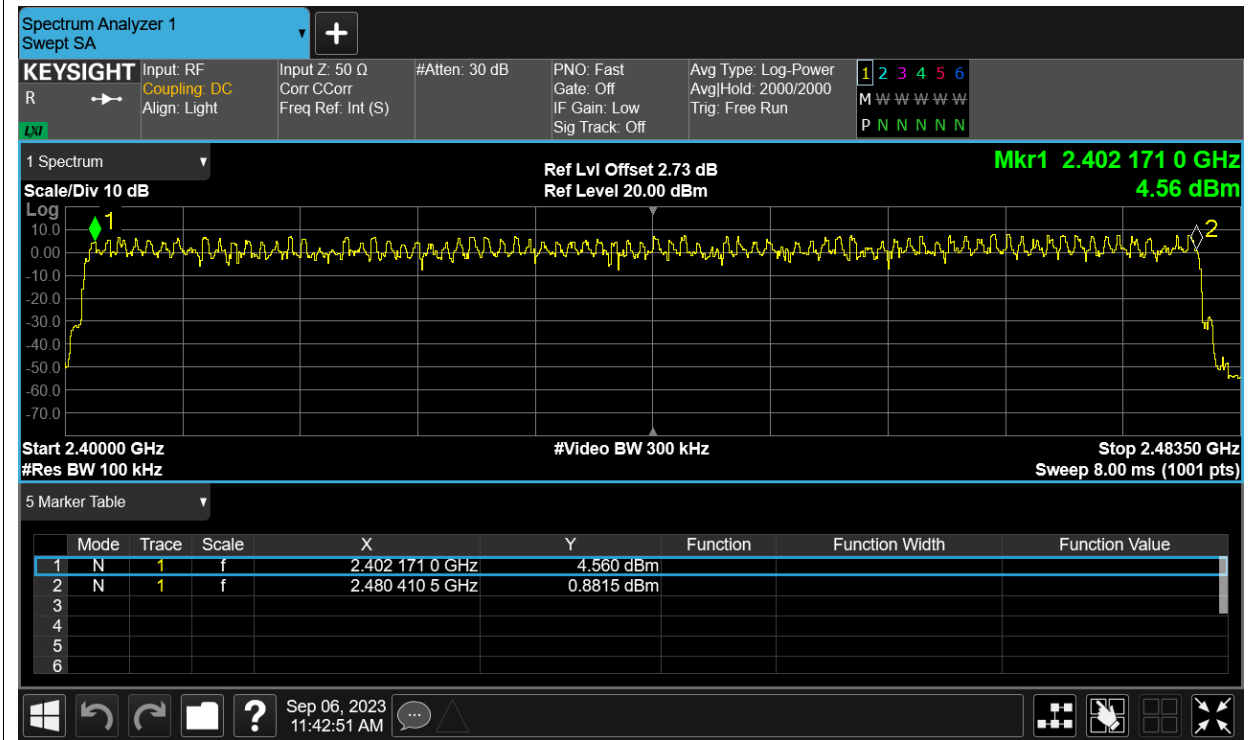 Spectrum Analyzer 1
Swept SA
KEYSIGHT
R
LXI
Input: RF
Coupling: DC
Align: Light
Input Z: 50 Ω
Corr CCorr
Freq Ref: Int (S)
#Atten: 30 dB
PNO: Fast
Gate: Off
IF Gain: Low
Sig Track: Off
Avg Type: Log-Power
Avg|Hold: 2000/2000
Trig: Free Run
1 2 3 4 5 6
M W W W W W
P N N N N N
1 Spectrum
Scale/Div 10 dB
Ref Lvl Offset 2.73 dB
Ref Level 20.00 dBm
Mkr1 2.402 171 0 GHz
4.56 dBm
Log
1
2
10.0
0.00
-10.0
-20.0
-30.0
-40.0
-50.0
-60.0
-70.0
Start 2.40000 GHz
#Video BW 300 kHz
Stop 2.48350 GHz
#Res BW 100 kHz
Sweep 8.00 ms (1001 pts)
5 Marker Table
Mode Trace Scale X Y Function Function Width Function Value
1 N 1 f 2.402 171 0 GHz 4.560 dBm
2 N 1 f 2.480 410 5 GHz 0.8815 dBm
3
4
5
6
?
Sep 06, 2023
11:42:51 AM